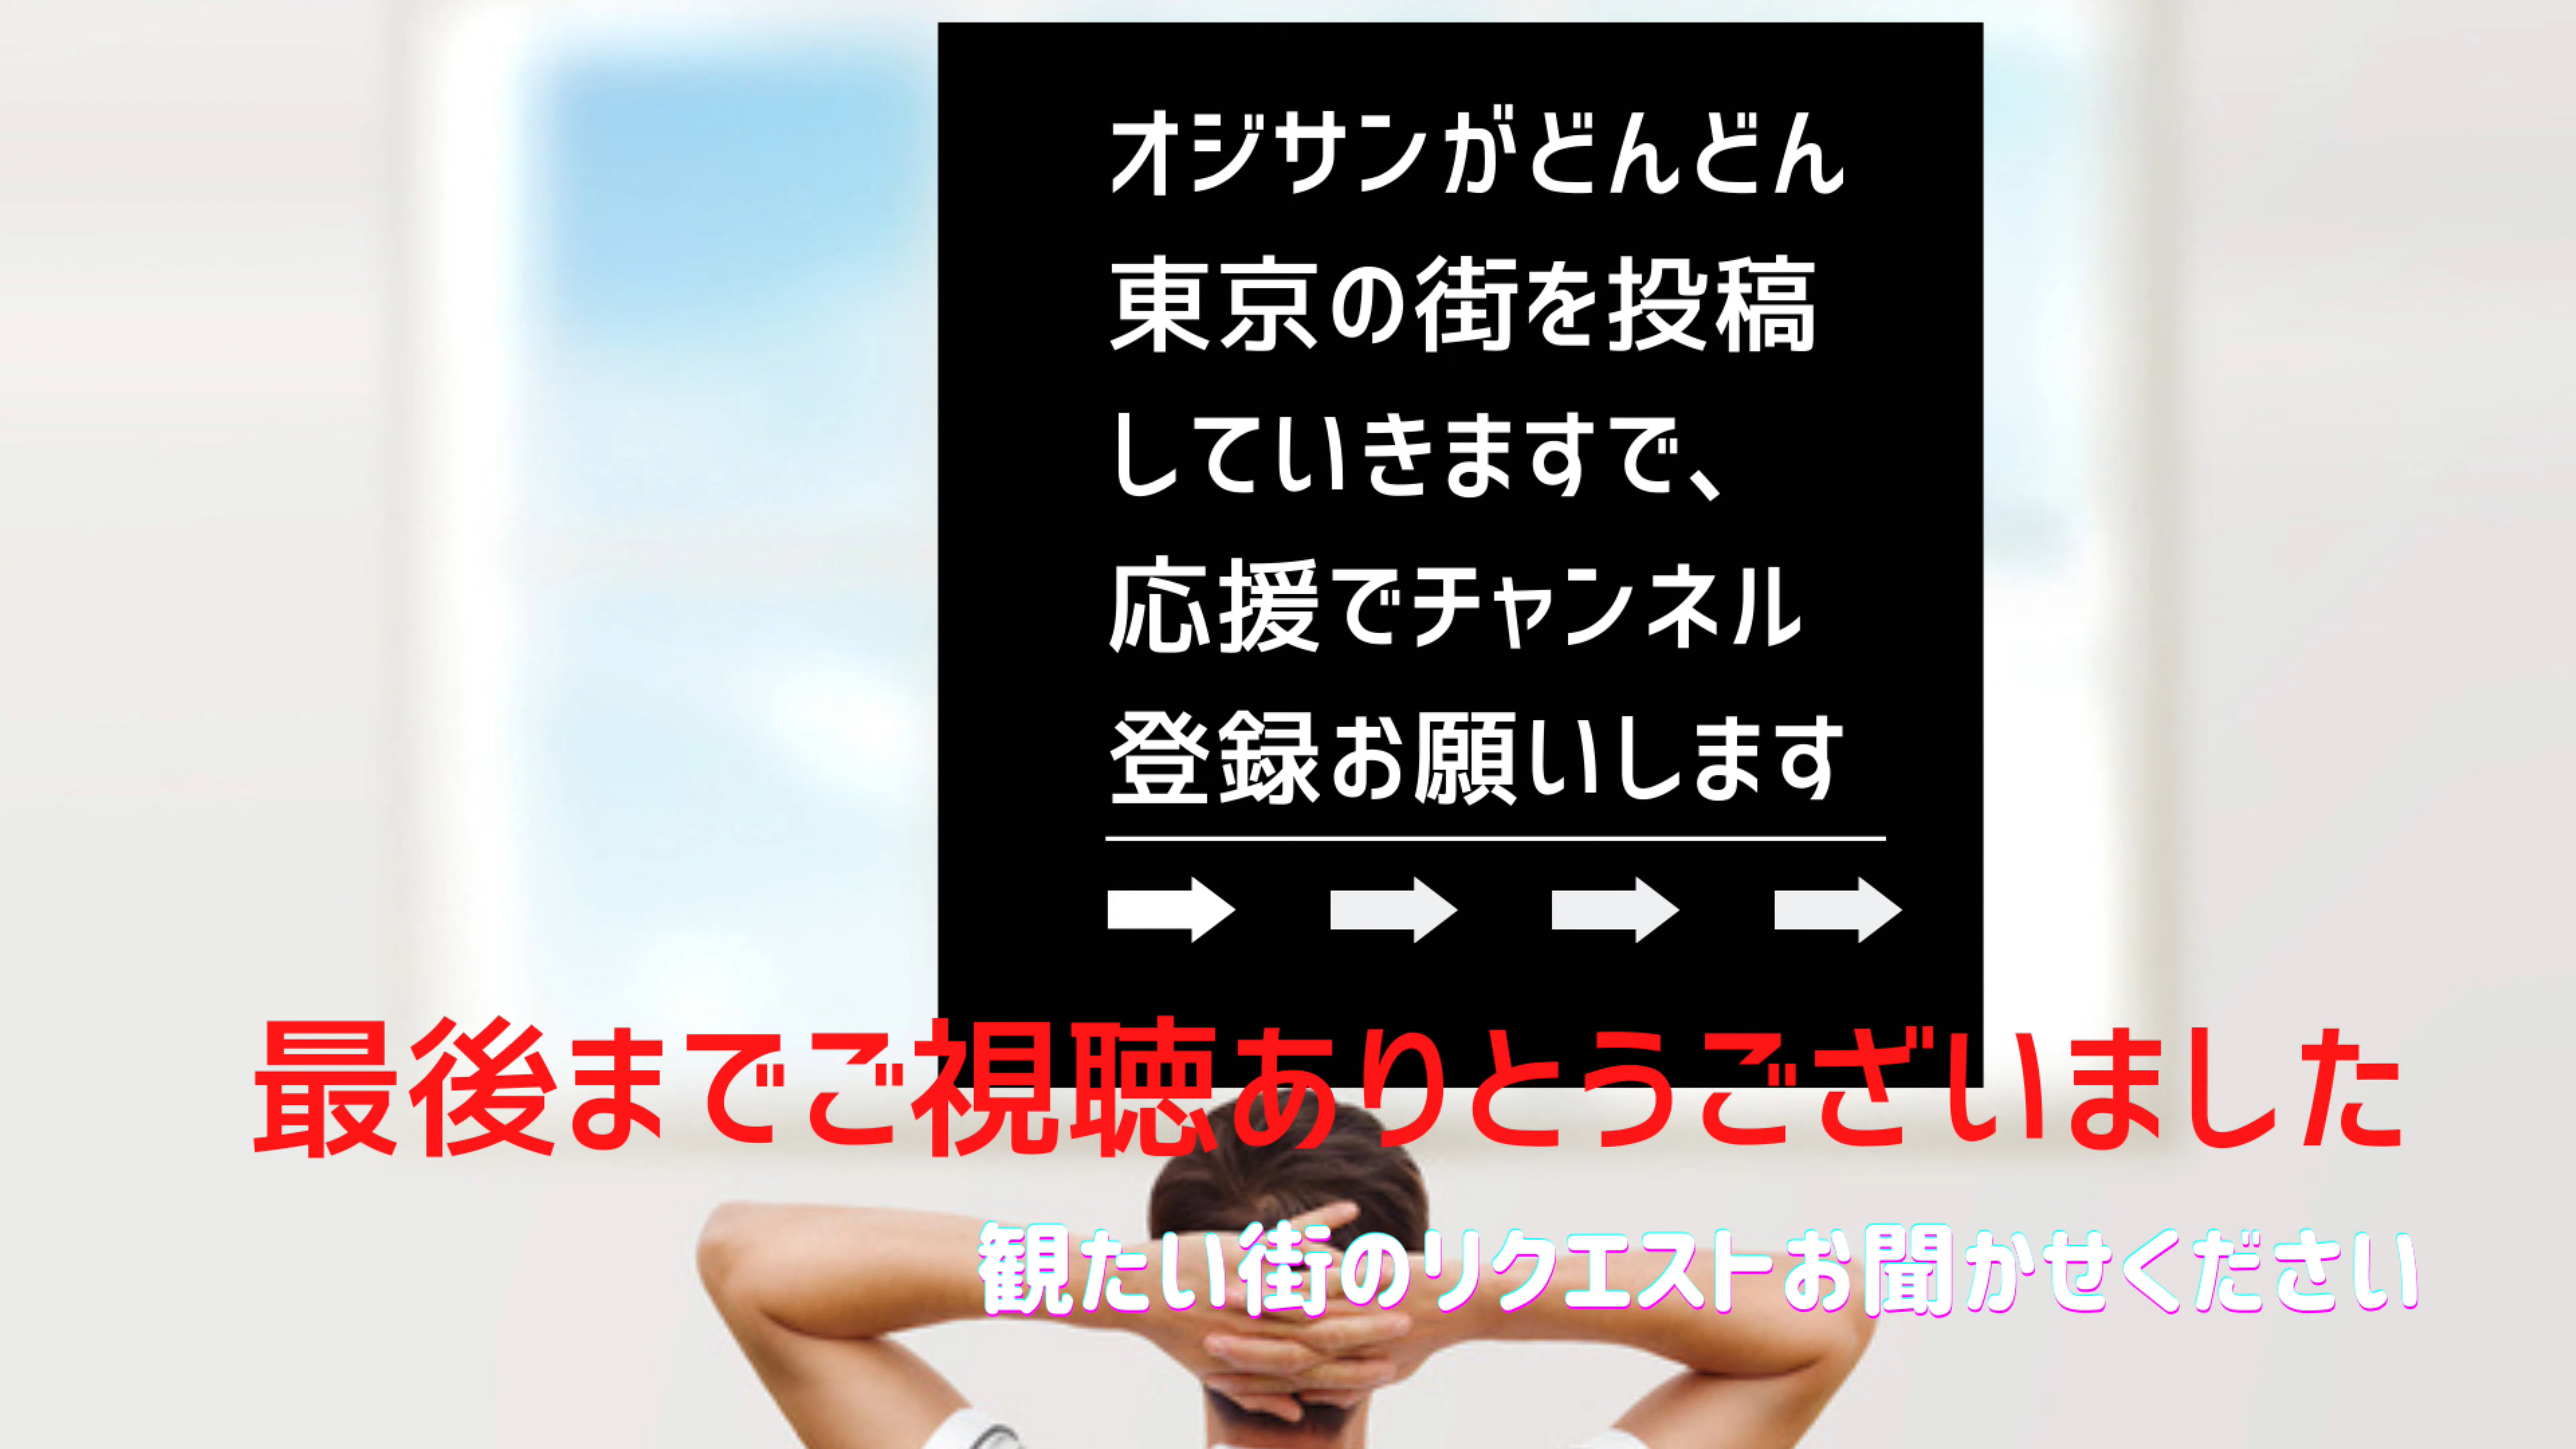 オジサンがどんどん
東京の街を投稿
していきますで、
応援でチャンネル
登録お願いします
最後までご視聴ありとうございました
観たい街のリクエストお聞かせください